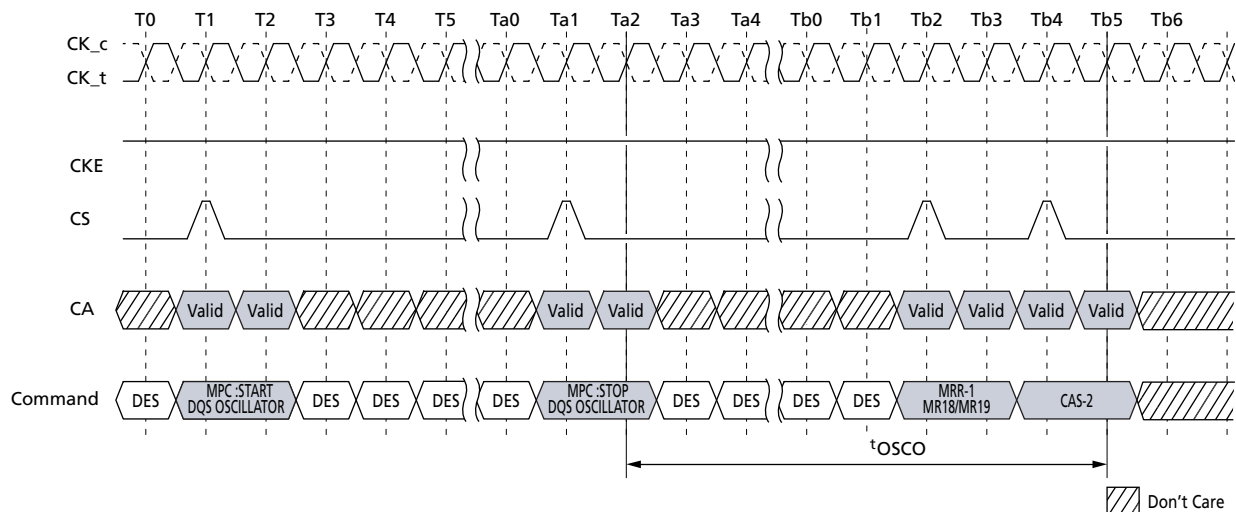 T0 T1 T2 T3 T4 T5 Ta0 Ta1 Ta2 Ta3 Ta4 Tb0 Tb1 Tb2 Tb3 Tb4 Tb5 Tb6
CK_c
CK_t
CKE
CS
CA Valid Valid Valid Valid Valid Valid Valid Valid
Command DES MPC :START DES DES DES DES MPC :STOP DES DES DES DES MRR-1 CAS-2
DQS OSCILLATOR DQS OSCILLATOR MR18/MR19
tOSCO
Don't Care